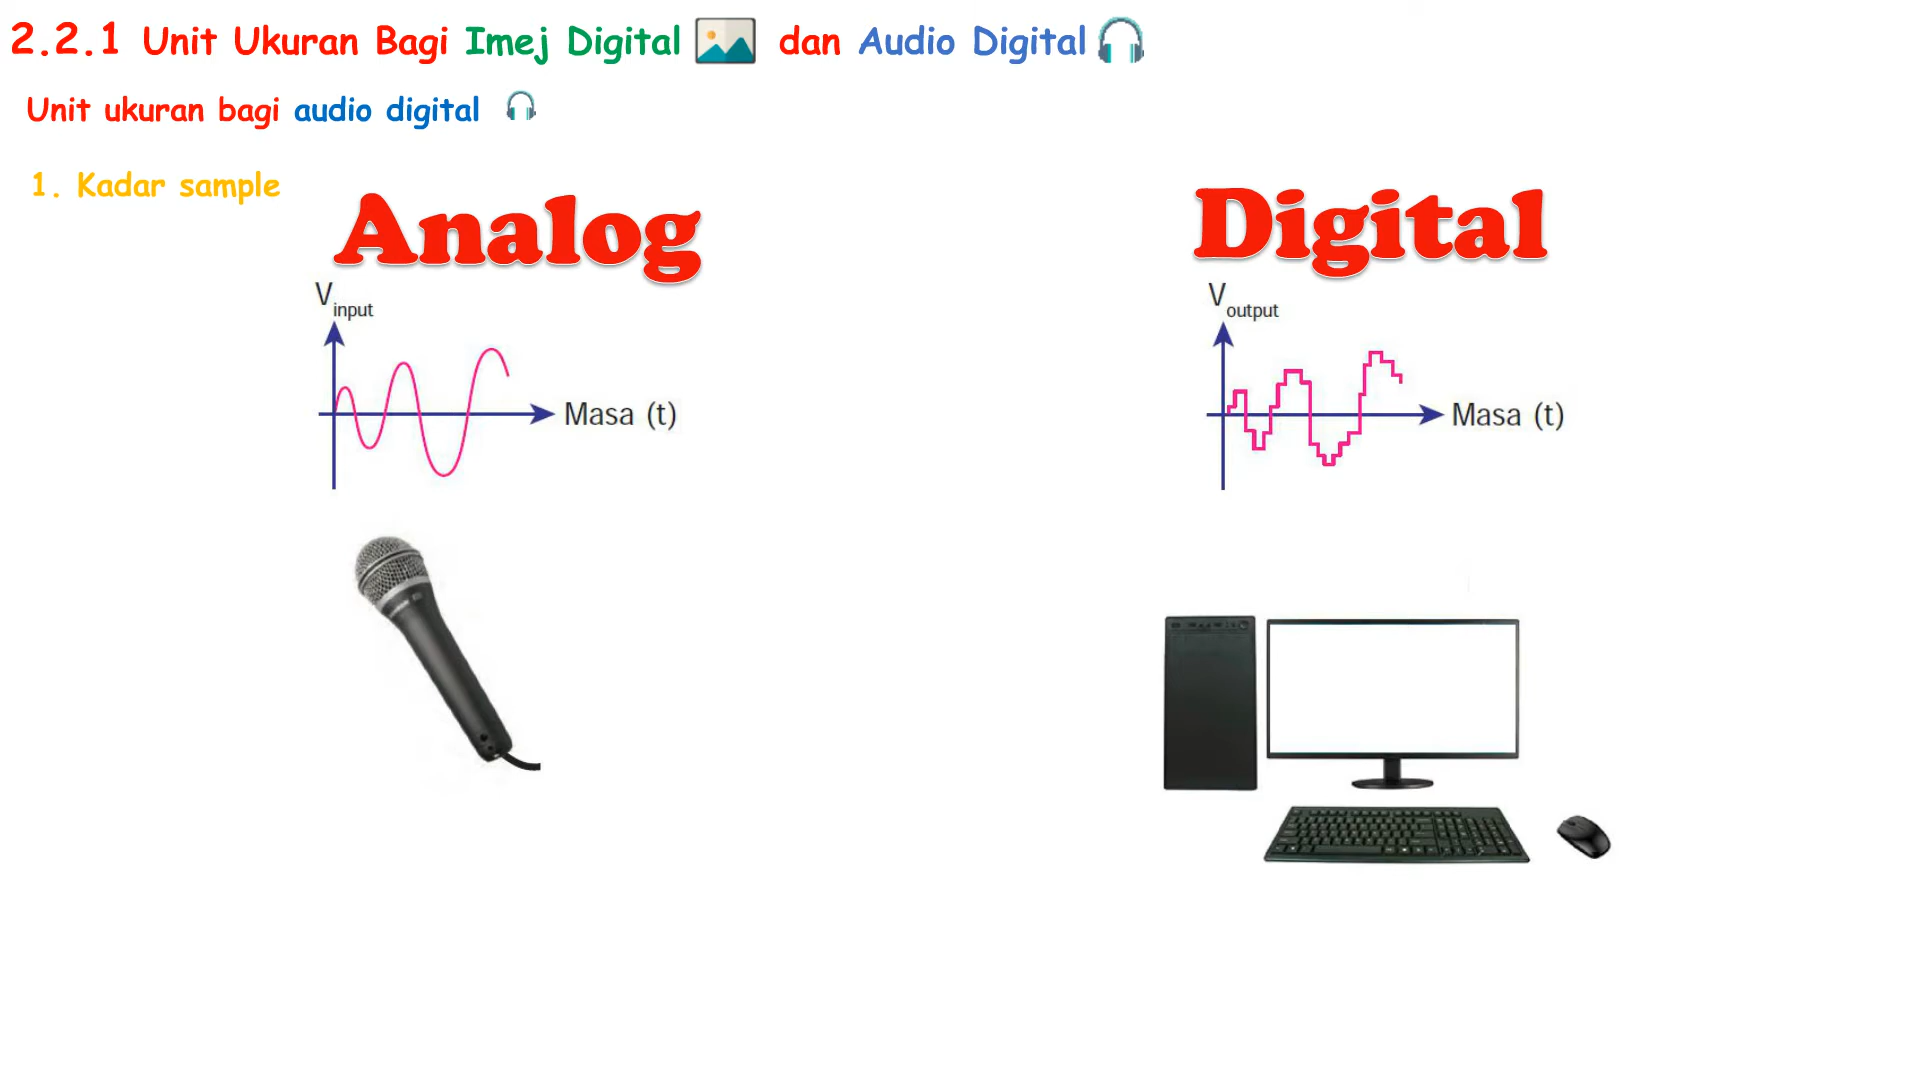 2.2.1 Unit Ukuran Bagi Imej Digital dan Audio Digital
Unit ukuran bagi audio digital
1. Kadar sample
Analog
Digital
Vinput
Masa (t)
Voutput
Masa (t)